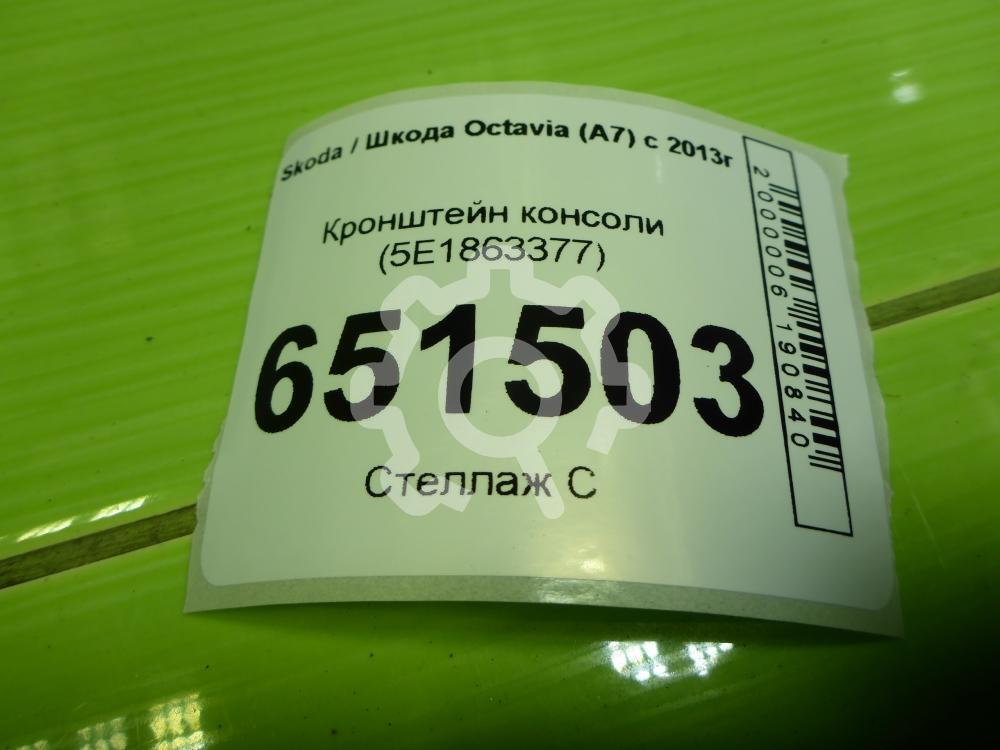 Skoda / Шкода Octavia (A7) с 2013г
Кронштейн консоли
(5E1863377)
651503
Стеллаж С
2000006190840